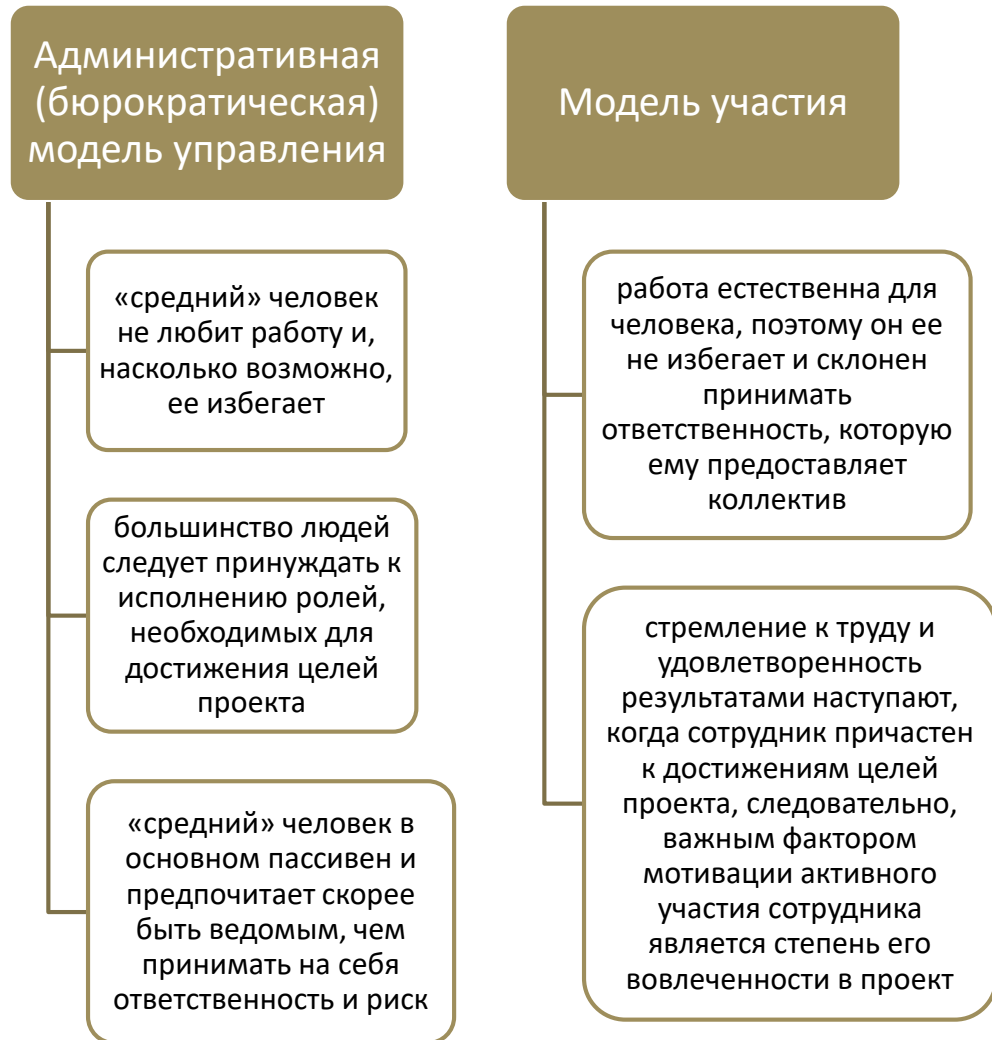 Административная
(бюрократическая)
модель управления
«средний» человек
не любит работу и,
насколько возможно,
ее избегает
большинство людей
следует принуждать к
исполнению ролей,
необходимых для
достижения целей
проекта
«средний» человек в
основном пассивен и
предпочитает скорее
быть ведомым, чем
принимать на себя
ответственность и риск
Модель участия
работа естественна для
человека, поэтому он ее
не избегает и склонен
принимать
ответственность, которую
ему предоставляет
коллектив
стремление к труду и
удовлетворенность
результатами наступают,
когда сотрудник причастен
к достижениям целей
проекта, следовательно,
важным фактором
мотивации активного
участия сотрудника
является степень его
вовлеченности в проект